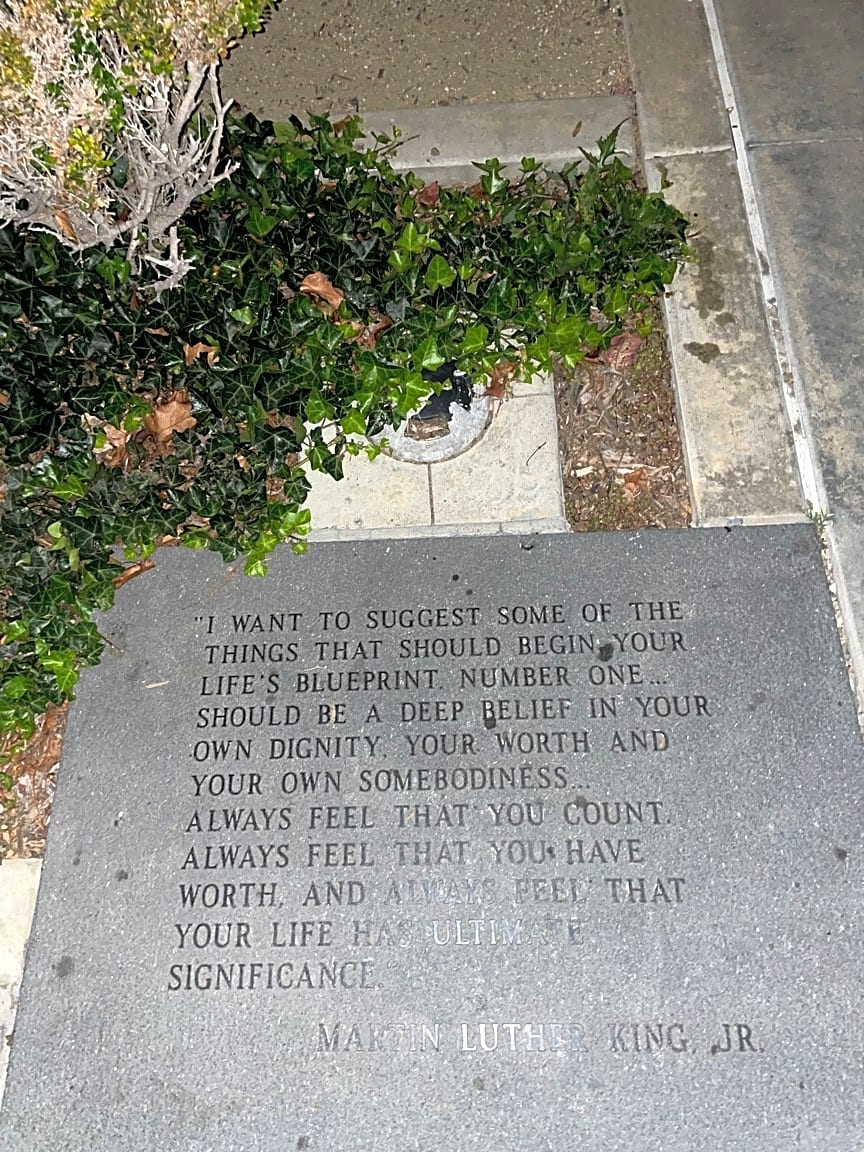 "I WANT TO SUGGEST SOME OF THE
THINGS THAT SHOULD BEGIN YOUR
LIFE'S BLUEPRINT. NUMBER ONE...
SHOULD BE A DEEP BELIEF IN YOUR
OWN DIGNITY, YOUR WORTH AND
YOUR OWN SOMEBODINESS...
ALWAYS FEEL THAT YOU COUNT.
ALWAYS FEEL THAT YOU HAVE
WORTH, AND ALWAYS FEEL THAT
YOUR LIFE HAS ULTIMATE
SIGNIFICANCE."
MARTIN LUTHER KING, JR.